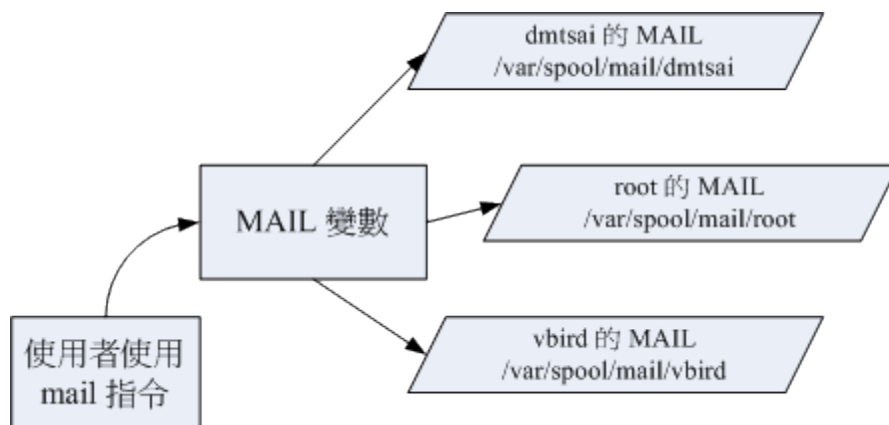 dmtsai 的 MAIL
/var/spool/mail/dmtsai
MAIL 變數
root 的 MAIL
/var/spool/mail/root
使用者使用
mail 指令
vbird 的 MAIL
/var/spool/mail/vbird